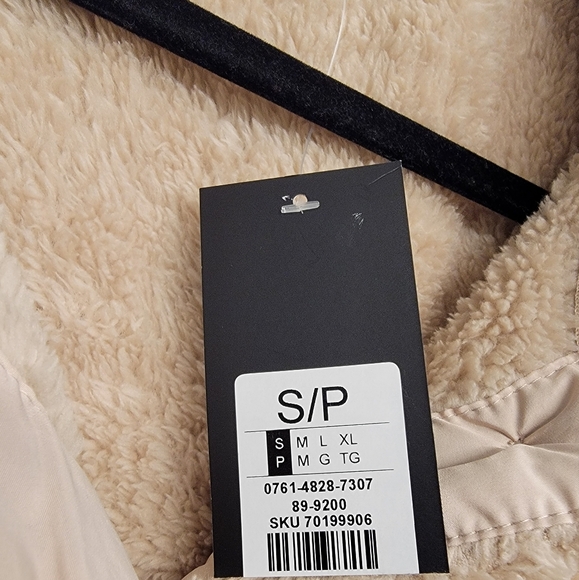 S/P
S M L XL
P M G TG
0761-4828-7307
89-9200
SKU 70199906